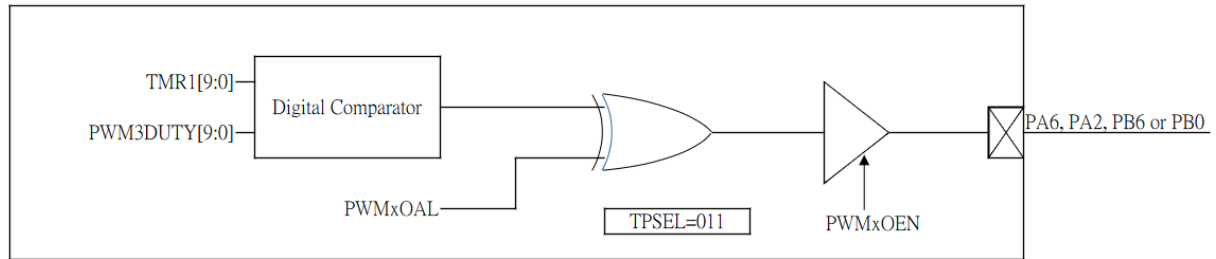 TMR1[9:0]
Digital Comparator
PWM3DUTY[9:0]
PA6, PA2, PB6 or PB0
PWMxOAL
TPSEL=011
PWMxOEN